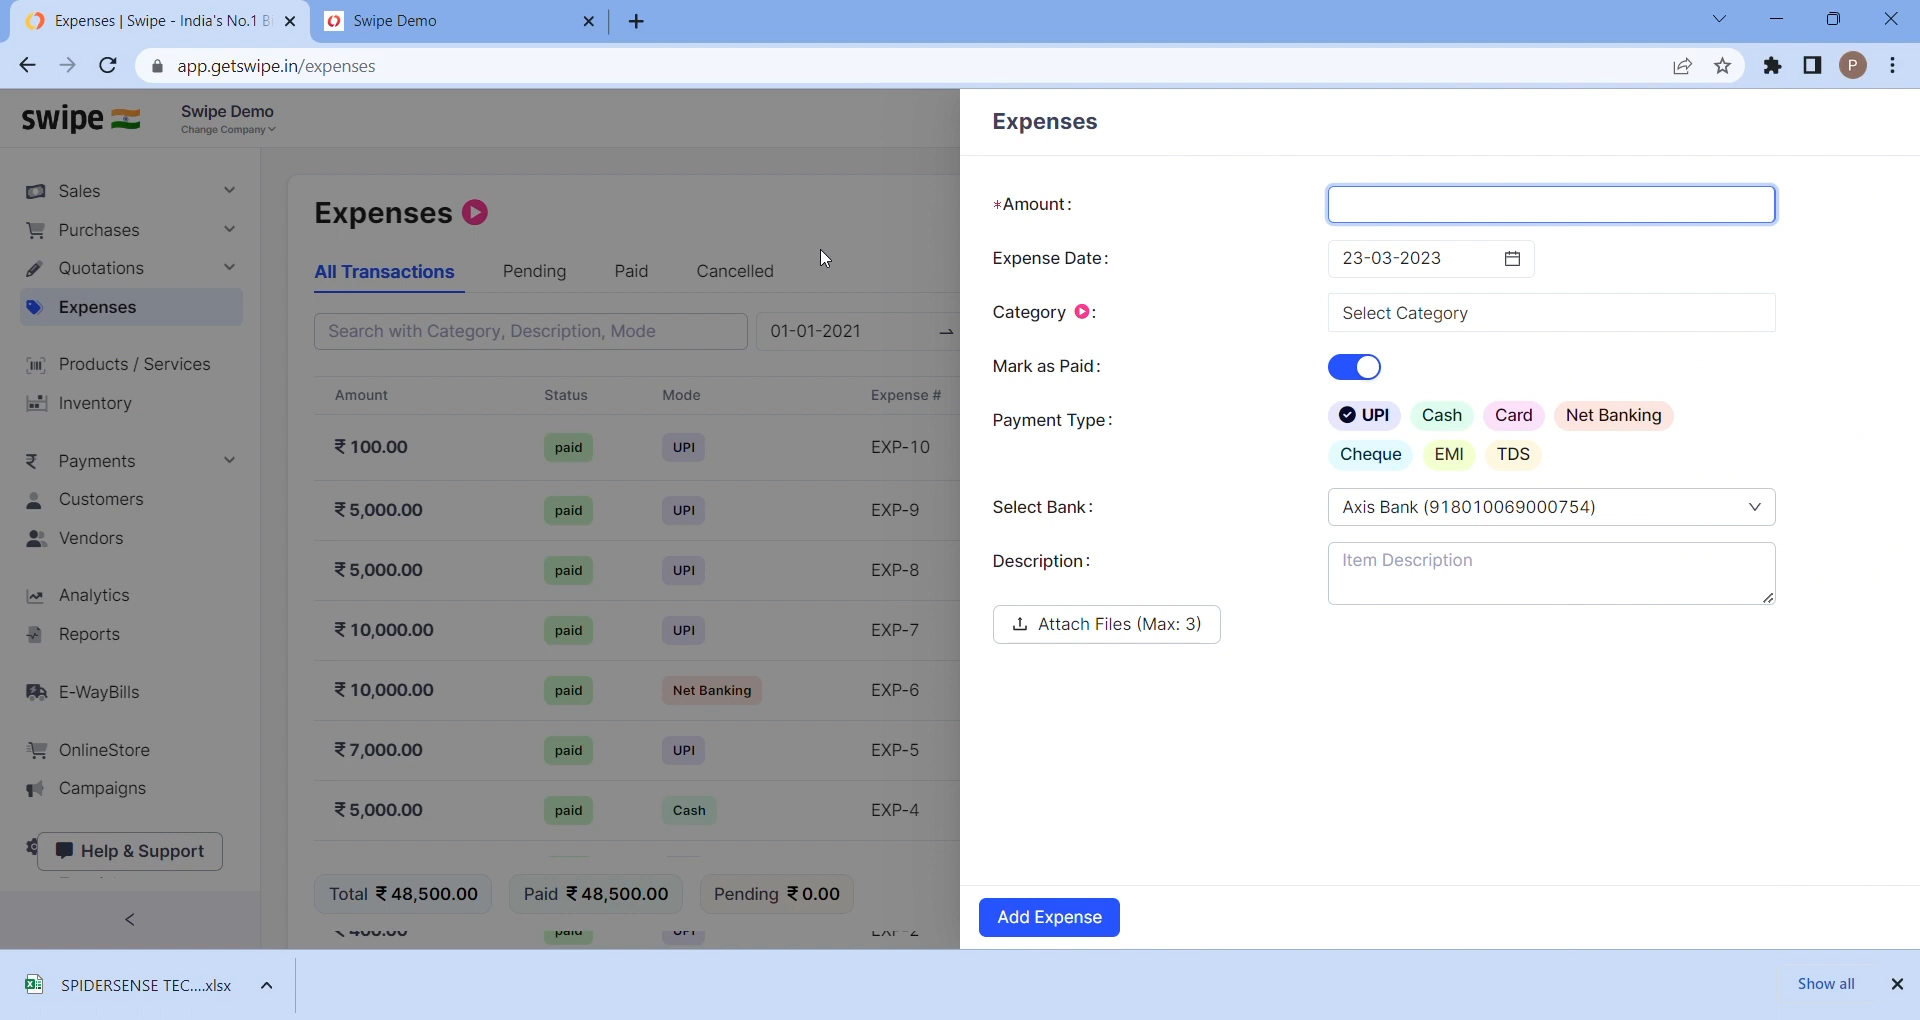 Expenses | Swipe - India's No.1 Bi
Swipe Demo
app.getswipe.in/expenses
P
swipe
Swipe Demo
Change Company
Sales
Purchases
Quotations
Expenses
Products / Services
Inventory
Payments
Customers
Vendors
Analytics
Reports
E-WayBills
OnlineStore
Campaigns
Help & Support
Expenses
All Transactions Pending Paid Cancelled
Search with Category, Description, Mode 01-01-2021
Amount Status Mode Expense #
₹ 100.00 paid UPI EXP-10
₹ 5,000.00 paid UPI EXP-9
₹ 5,000.00 paid UPI EXP-8
₹ 10,000.00 paid UPI EXP-7
₹ 10,000.00 paid Net Banking EXP-6
₹ 7,000.00 paid UPI EXP-5
₹ 5,000.00 paid Cash EXP-4
Total ₹ 48,500.00 Paid ₹ 48,500.00 Pending ₹ 0.00
Expenses
*Amount:
Expense Date: 23-03-2023
Category : Select Category
Mark as Paid:
Payment Type: UPI Cash Card Net Banking
Cheque EMI TDS
Select Bank: Axis Bank (918010069000754)
Description: Item Description
Attach Files (Max: 3)
Add Expense
SPIDERSENSE TEC....xlsx
Show all